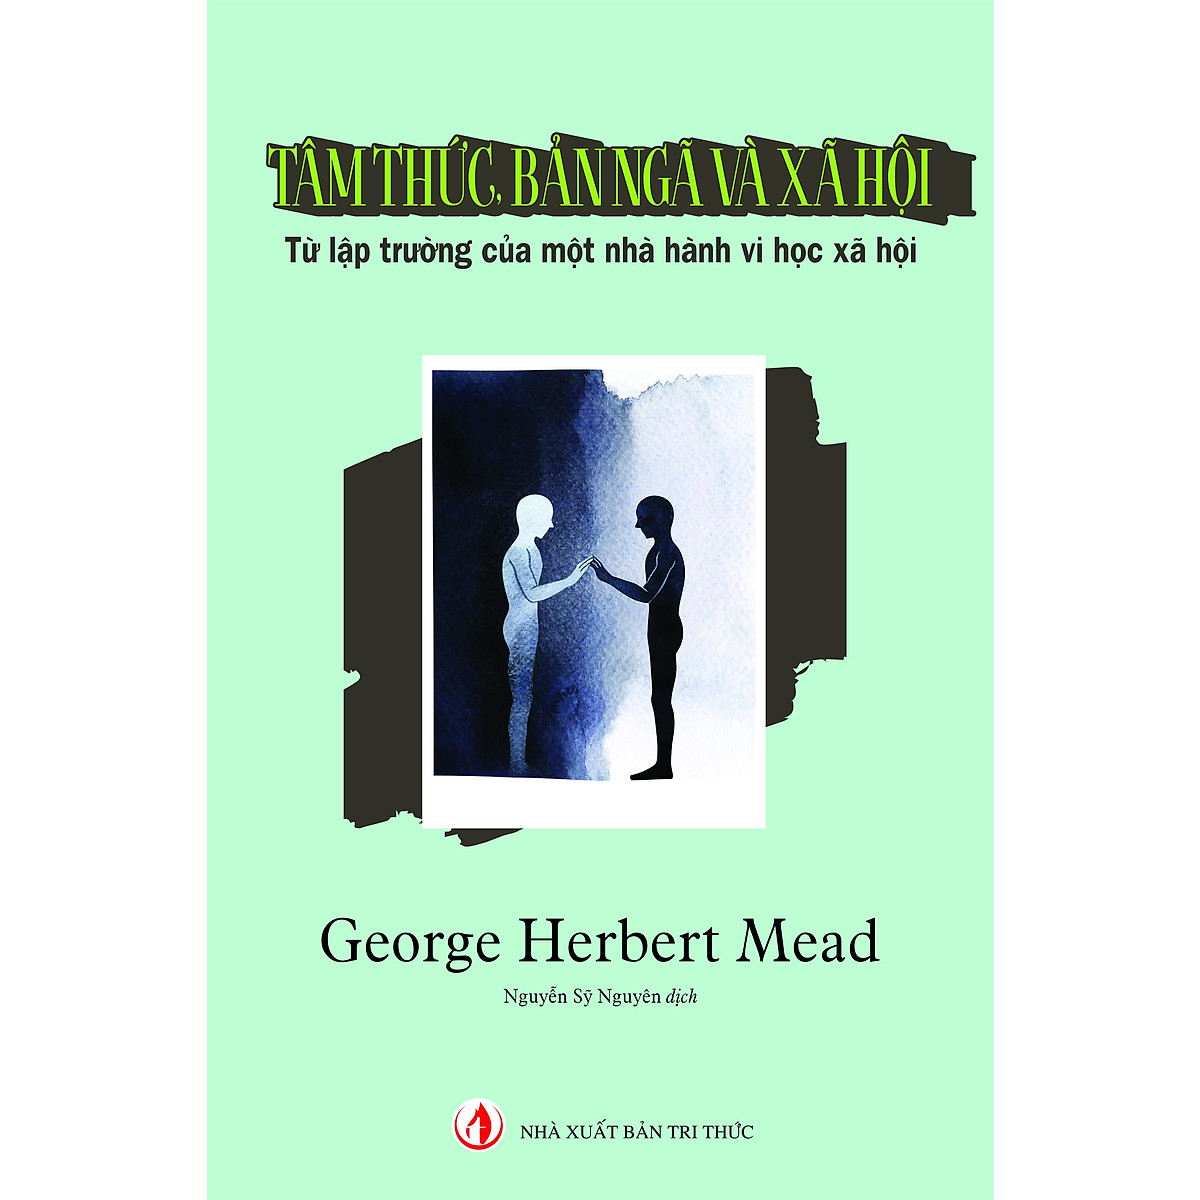 TÂM THỨC, BẢN NGÃ VÀ XÃ HỘI
Từ lập trường của một nhà hành vi học xã hội
George Herbert Mead
Nguyễn Sỹ Nguyên dịch
NHÀ XUẤT BẢN TRI THỨC